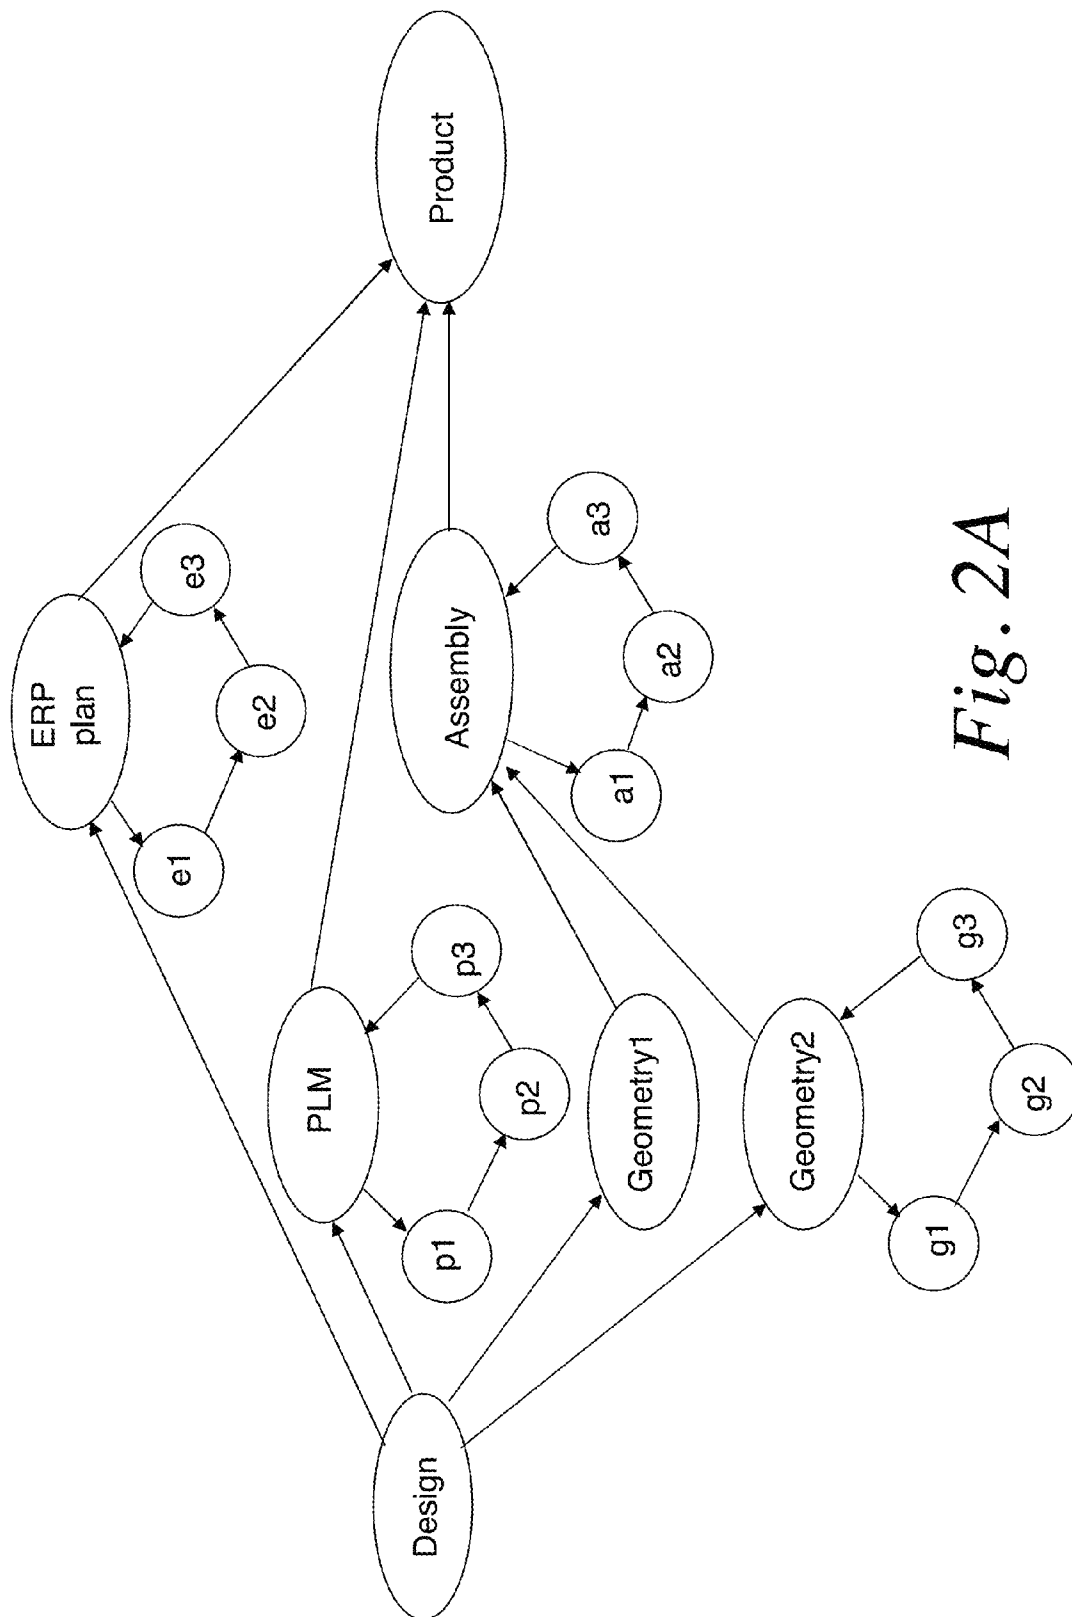 ERP
plan
e1
e2
e3
Product
PLM
p1
p2
p3
Design
Assembly
a1
a2
a3
Geometry1
Geometry2
g1
g2
g3
Fig. 2A